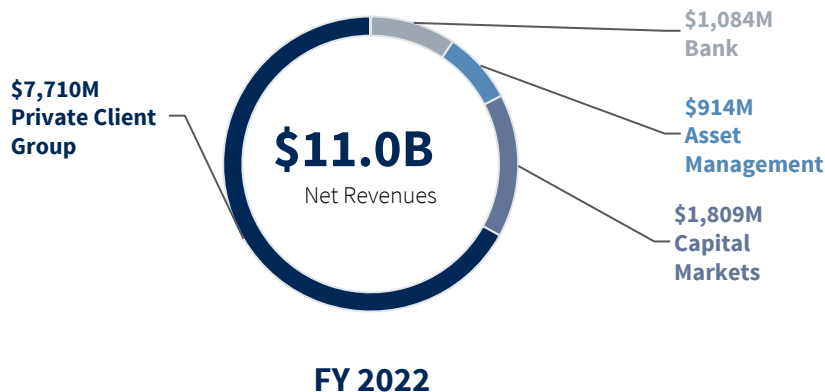 $1,084M
Bank
$7,710M
Private Client
Group
$914M
Asset
Management
$11.0B
Net Revenues
$1,809M
Capital
Markets
FY 2022